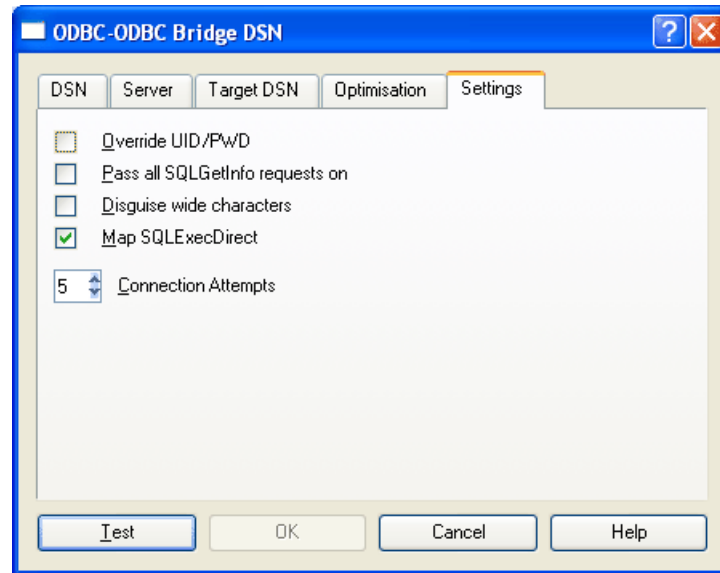 ODBC-ODBC Bridge DSN
DSN Server Target DSN Optimisation Settings
Override UID/PWD
Pass all SQLGetInfo requests on
Disguise wide characters
Map SQLExecDirect
5 Connection Attempts
Test OK Cancel Help